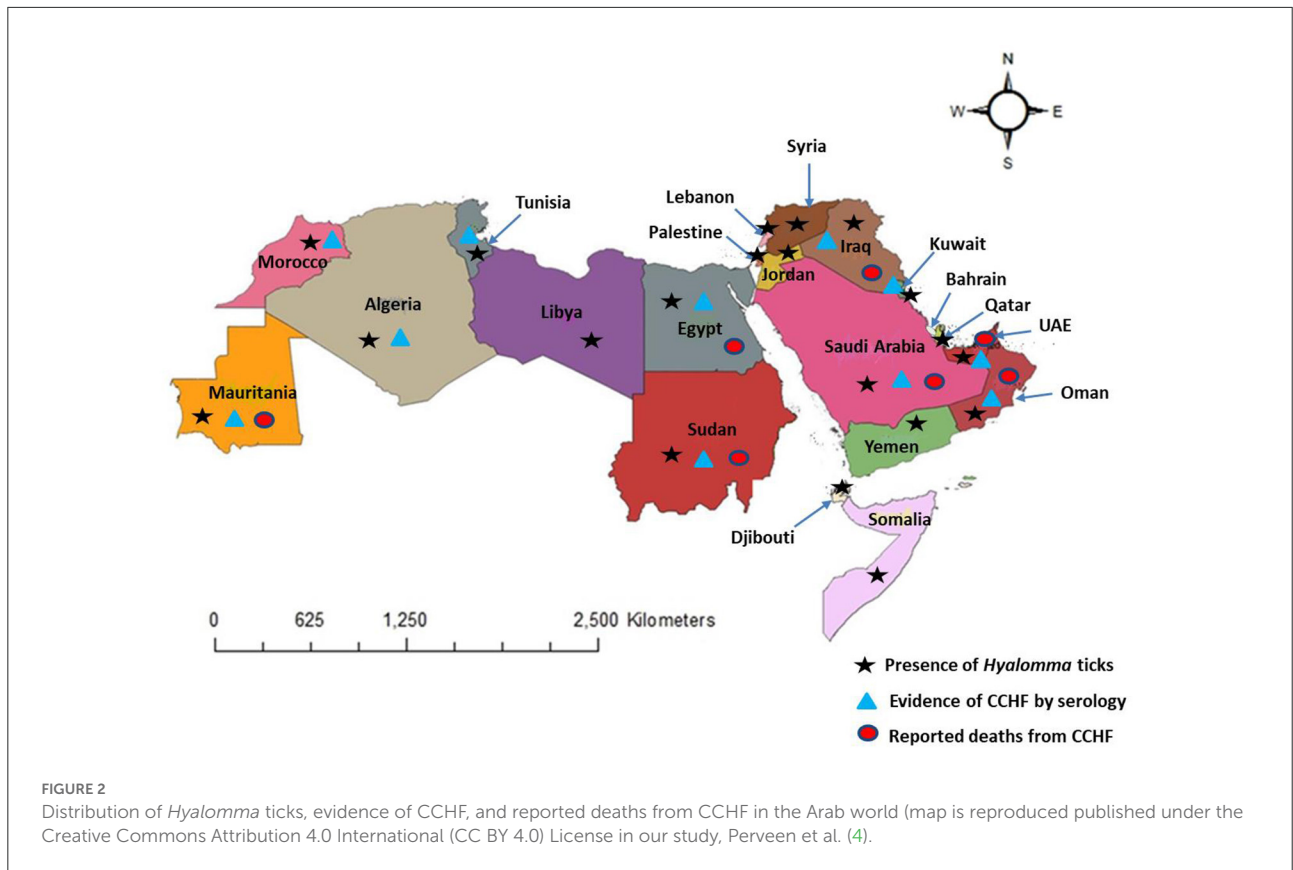 N
W
E
S
Syria
Lebanon
Tunisia
Palestine
Iraq
Kuwait
Morocco
Jordan
Bahrain
Algeria
Qatar
Libya
Egypt
UAE
Saudi Arabia
Mauritania
Oman
Sudan
Yemen
Somalia
Djibouti
0 625 1,250 2,500 Kilometers
Presence of Hyalomma ticks
Evidence of CCHF by serology
Reported deaths from CCHF
FIGURE 2
Distribution of Hyalomma ticks, evidence of CCHF, and reported deaths from CCHF in the Arab world (map is reproduced published under the
Creative Commons Attribution 4.0 International (CC BY 4.0) License in our study, Perveen et al. (4).